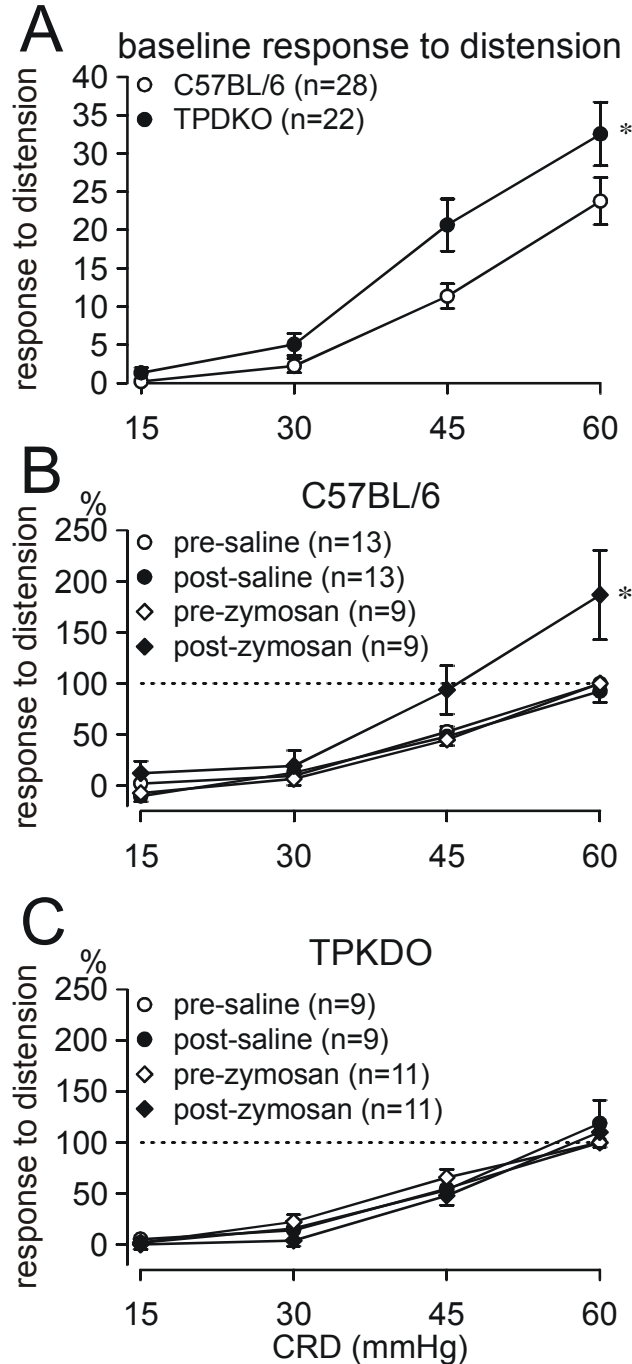 A
baseline response to distension
response to distension
40
35
30
25
20
15
10
5
0
C57BL/6 (n=28)
TPDKO (n=22)
*
15 30 45 60
B
%
C57BL/6
response to distension
250
200
150
100
50
0
pre-saline (n=13)
post-saline (n=13)
pre-zymosan (n=9)
post-zymosan (n=9)
*
15 30 45 60
C
%
TPKDO
response to distension
250
200
150
100
50
0
pre-saline (n=9)
post-saline (n=9)
pre-zymosan (n=11)
post-zymosan (n=11)
15 30 45 60
CRD (mmHg)